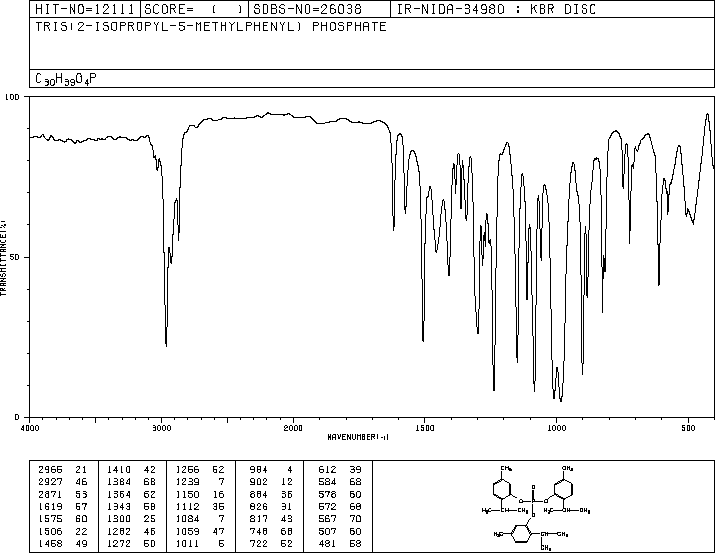 HIT-NO=12111 SCORE= ( ) SDBS-NO=26038 IR-NIDA-34980 : KBR DISC
TRIS(2-ISOPROPYL-5-METHYLPHENYL) PHOSPHATE
C30H39O4P
100
50
0
TRANSMITTANCE(%)
4000 3000 2000 1500 1000 500
WAVENUMBER(-1)
2966 21 1410 42 1256 52 984 4 612 39
2927 46 1384 68 1239 7 902 12 584 68
2871 53 1364 62 1150 16 884 36 578 60
1619 57 1343 58 1112 35 826 31 572 68
1575 60 1300 25 1084 7 817 43 567 70
1506 22 1282 46 1059 47 748 68 507 60
1458 49 1272 50 1011 5 722 52 481 58